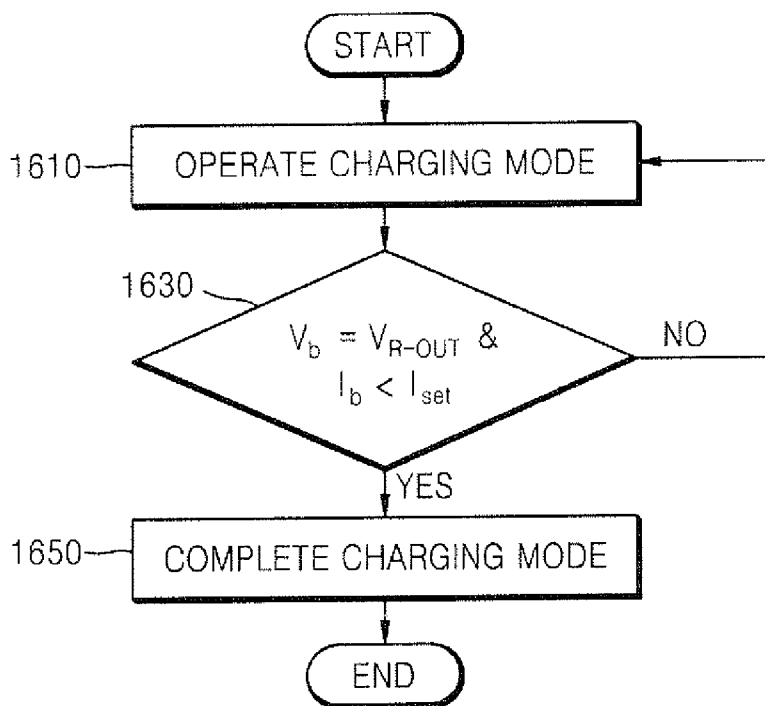 START
1610
OPERATE CHARGING MODE
1630
V_b = V_R-OUT &
I_b < I_set
NO
YES
1650
COMPLETE CHARGING MODE
END